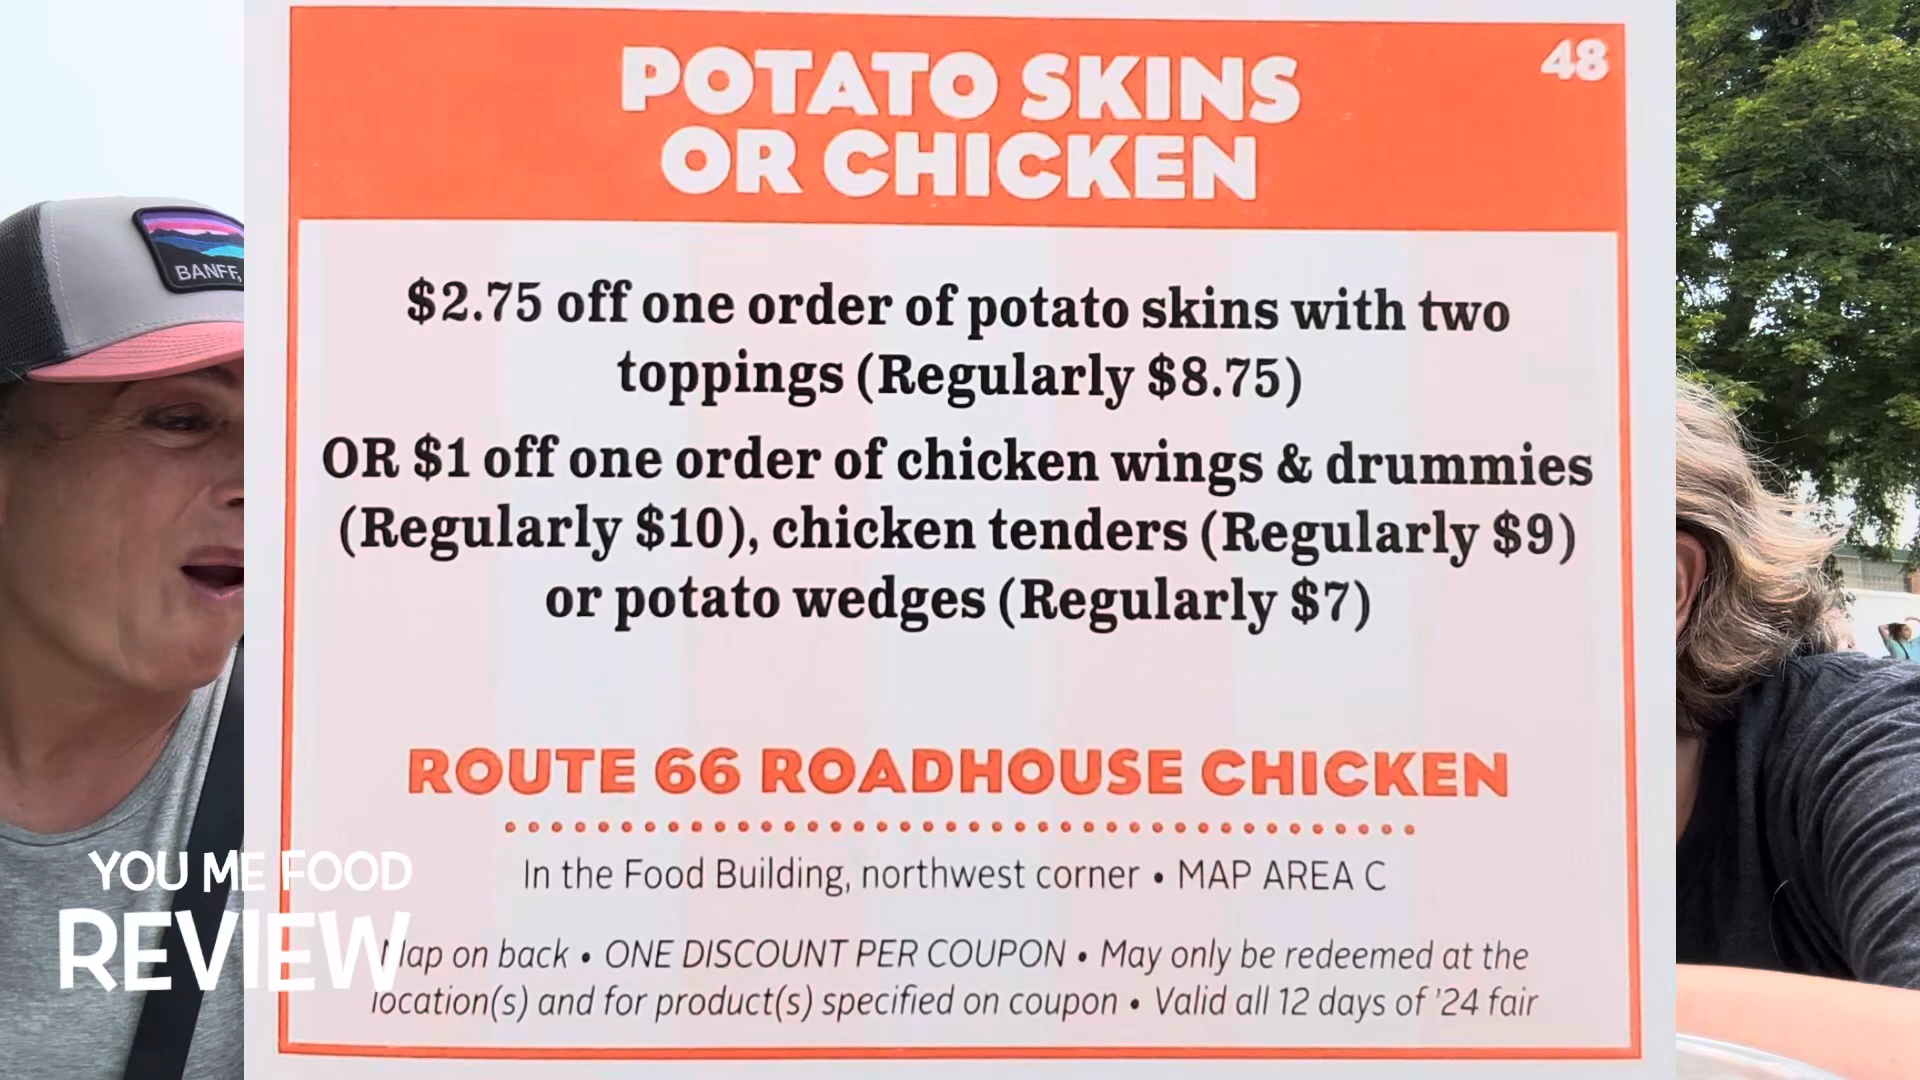 POTATO SKINS
OR CHICKEN
48
$2.75 off one order of potato skins with two
toppings (Regularly $8.75)
OR $1 off one order of chicken wings & drummies
(Regularly $10), chicken tenders (Regularly $9)
or potato wedges (Regularly $7)
ROUTE 66 ROADHOUSE CHICKEN
In the Food Building, northwest corner • MAP AREA C
Map on back • ONE DISCOUNT PER COUPON • May only be redeemed at the
location(s) and for product(s) specified on coupon • Valid all 12 days of '24 fair
BANFF,
YOU ME FOOD
REVIEW